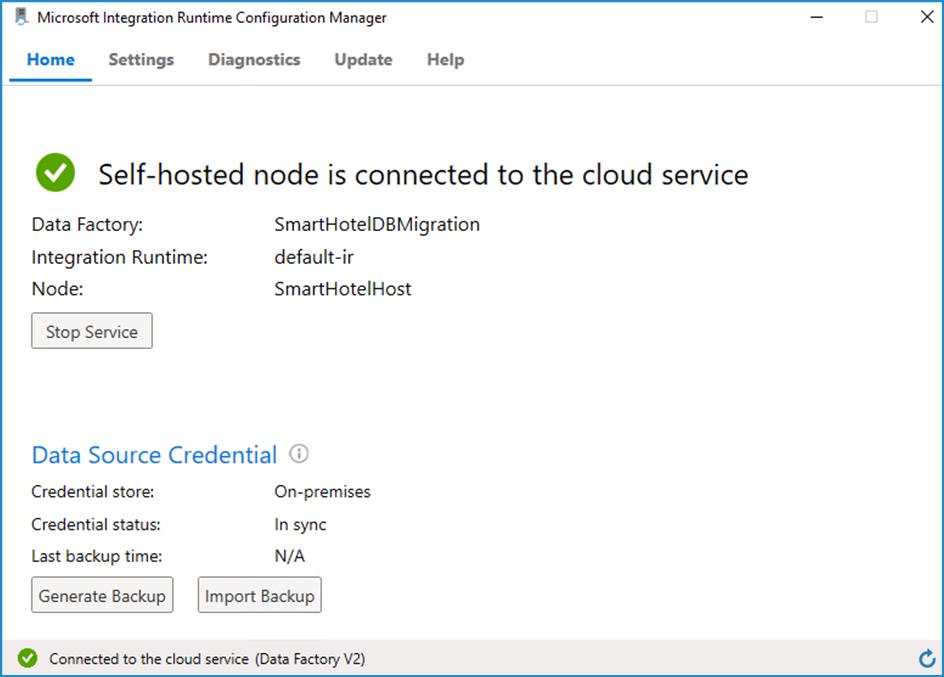 Microsoft Integration Runtime Configuration Manager
Home Settings Diagnostics Update Help
Self-hosted node is connected to the cloud service
Data Factory: SmartHotelDBMigration
Integration Runtime: default-ir
Node: SmartHotelHost
Stop Service
Data Source Credential
Credential store: On-premises
Credential status: In sync
Last backup time: N/A
Generate Backup Import Backup
Connected to the cloud service (Data Factory V2)